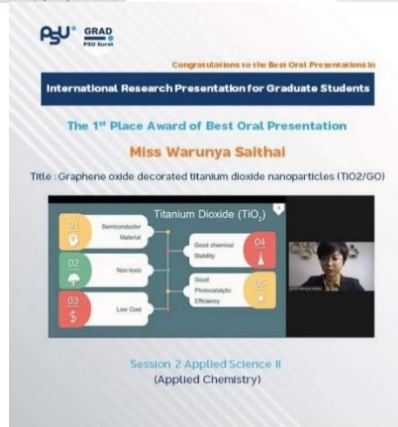 PSU GRAD
PSU Surat
Congratulations to the Best Oral Presentations in
International Research Presentation for Graduate Students
The 1st Place Award of Best Oral Presentation
Miss Warunya Saithai
Title : Graphene oxide decorated titanium dioxide nanoparticles (TiO2/GO)
Titanium Dioxide (TiO2)
01
Semiconductor
Material
02
Non-toxic
03
Low Cost
Good chemical
Stability
04
Good
Photocatalytic
Efficiency
05
Session 2 Applied Science II
(Applied Chemistry)